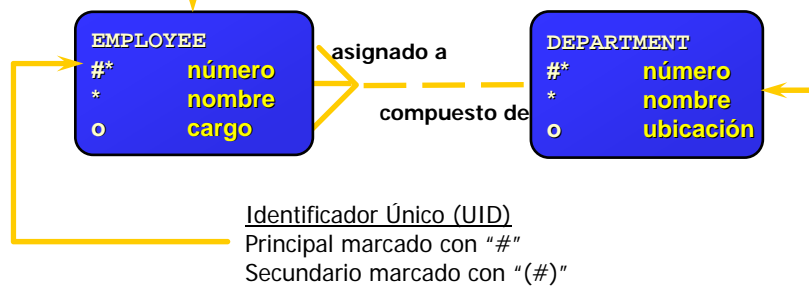 EMPLOYEE
#* número
* nombre
o cargo
asignado a
compuesto de
DEPARTMENT
#* número
* nombre
o ubicación
Identificador Único (UID)
Principal marcado con “#”
Secundario marcado con “(#)”